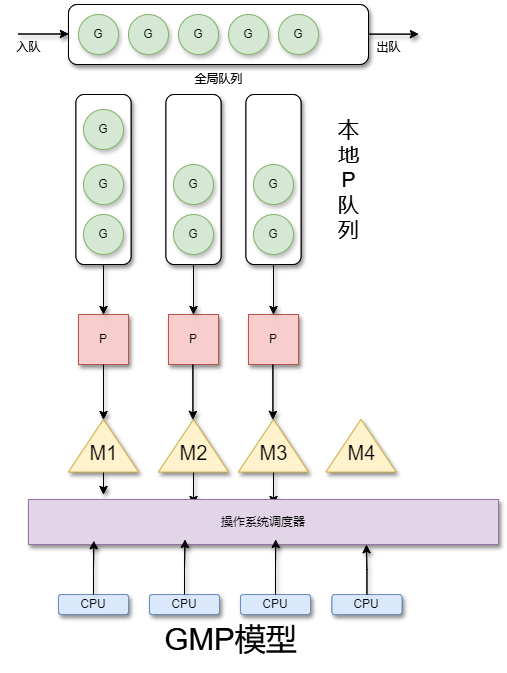 G G G G G
入队 出队
全局队列
G
G G G
G G G
本地P队列
P P P
M1 M2 M3 M4
操作系统调度器
CPU CPU CPU CPU
GMP模型